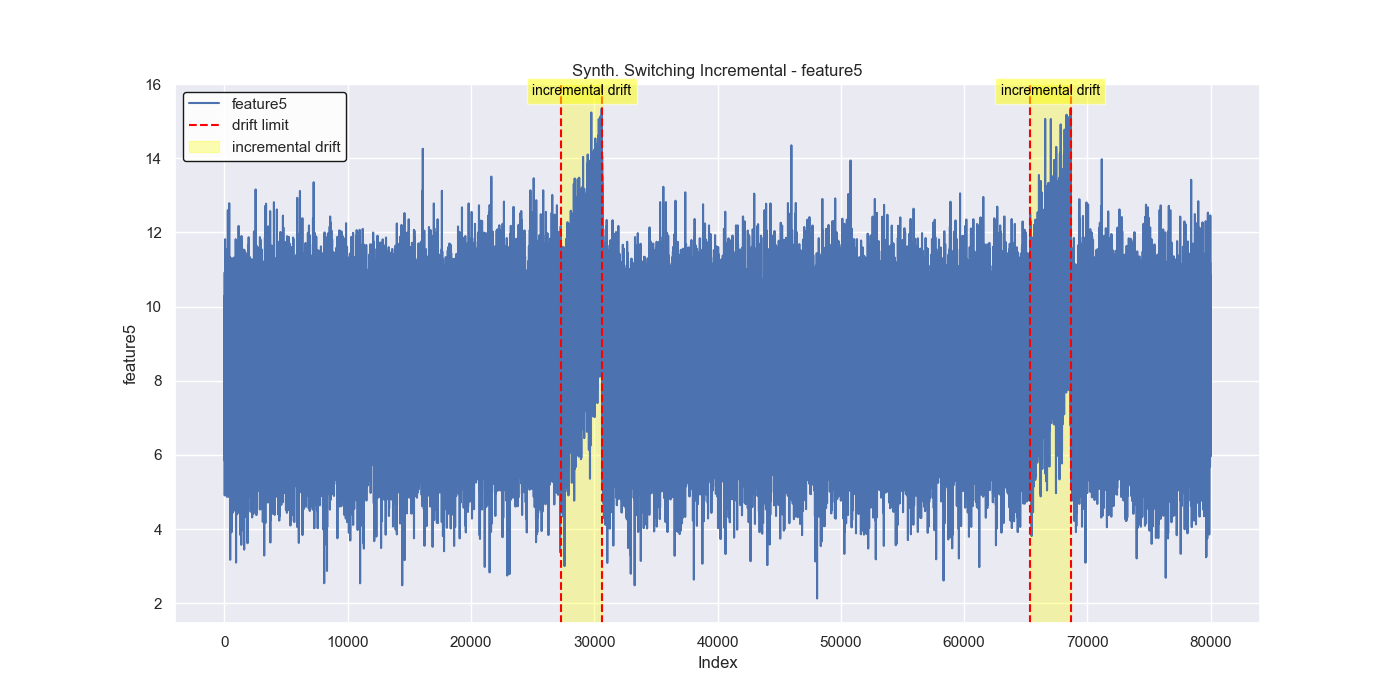 Synth. Switching Incremental - feature5
incremental drift
incremental drift
feature5
drift limit
incremental drift
16
14
12
10
8
6
4
2
feature5
0
10000
20000
30000
40000
50000
60000
70000
80000
Index